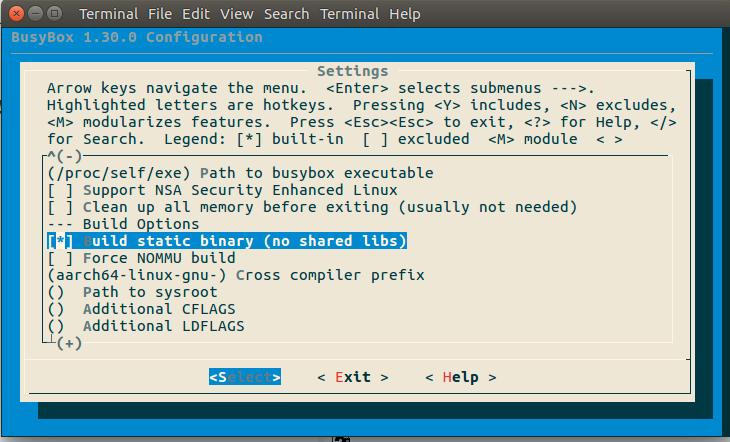 Terminal File Edit View Search Terminal Help
BusyBox 1.30.0 Configuration
Settings
Arrow keys navigate the menu. <Enter> selects submenus --->.
Highlighted letters are hotkeys. Pressing <Y> includes, <N> excludes,
<M> modularizes features. Press <Esc><Esc> to exit, <?> for Help, </>
for Search. Legend: [*] built-in [ ] excluded <M> module < >
^(-)
(/proc/self/exe) Path to busybox executable
[ ] Support NSA Security Enhanced Linux
[ ] Clean up all memory before exiting (usually not needed)
--- Build Options
[*] Build static binary (no shared libs)
[ ] Force NOMMU build
(aarch64-linux-gnu-) Cross compiler prefix
() Path to sysroot
() Additional CFLAGS
() Additional LDFLAGS
(+)
<Select> < Exit > < Help >